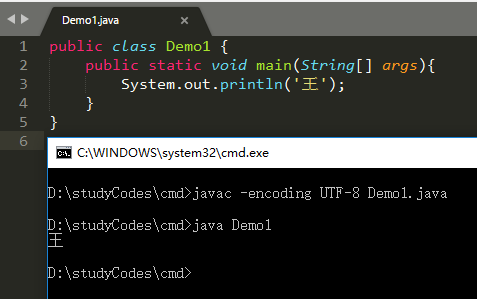 Demo1.java ×
1 public class Demo1 {
2 public static void main(String[] args){
3 System.out.println('王');
4 }
5 }
6
C:\WINDOWS\system32\cmd.exe
D:\studyCodes\cmd>javac -encoding UTF-8 Demo1.java
D:\studyCodes\cmd>java Demo1
王
D:\studyCodes\cmd>